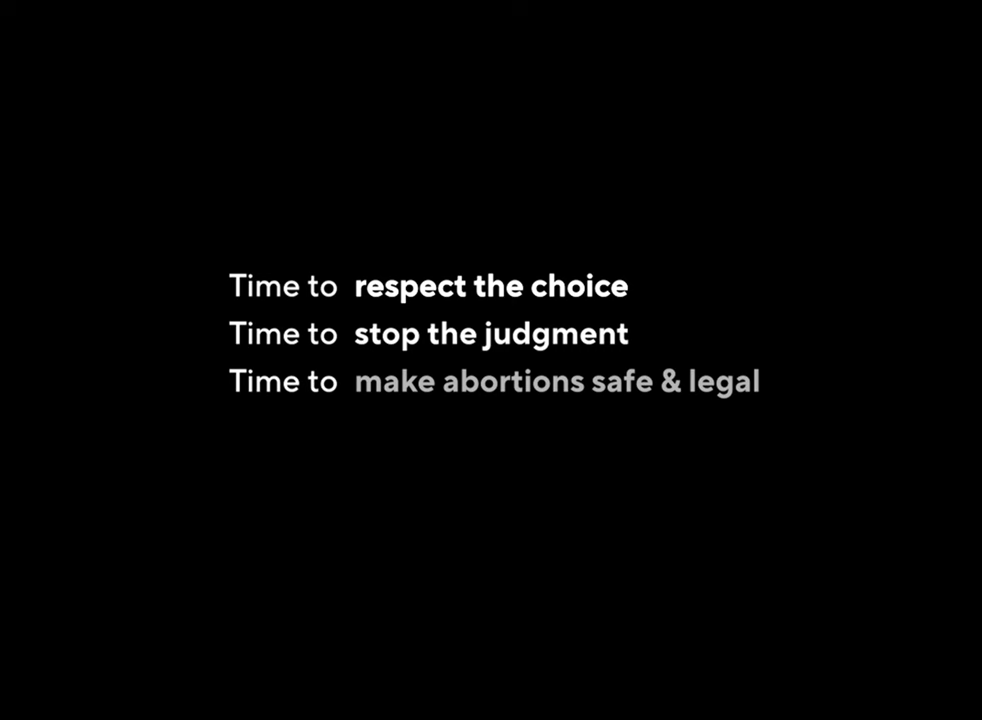 Time to respect the choice
Time to stop the judgment
Time to make abortions safe & legal